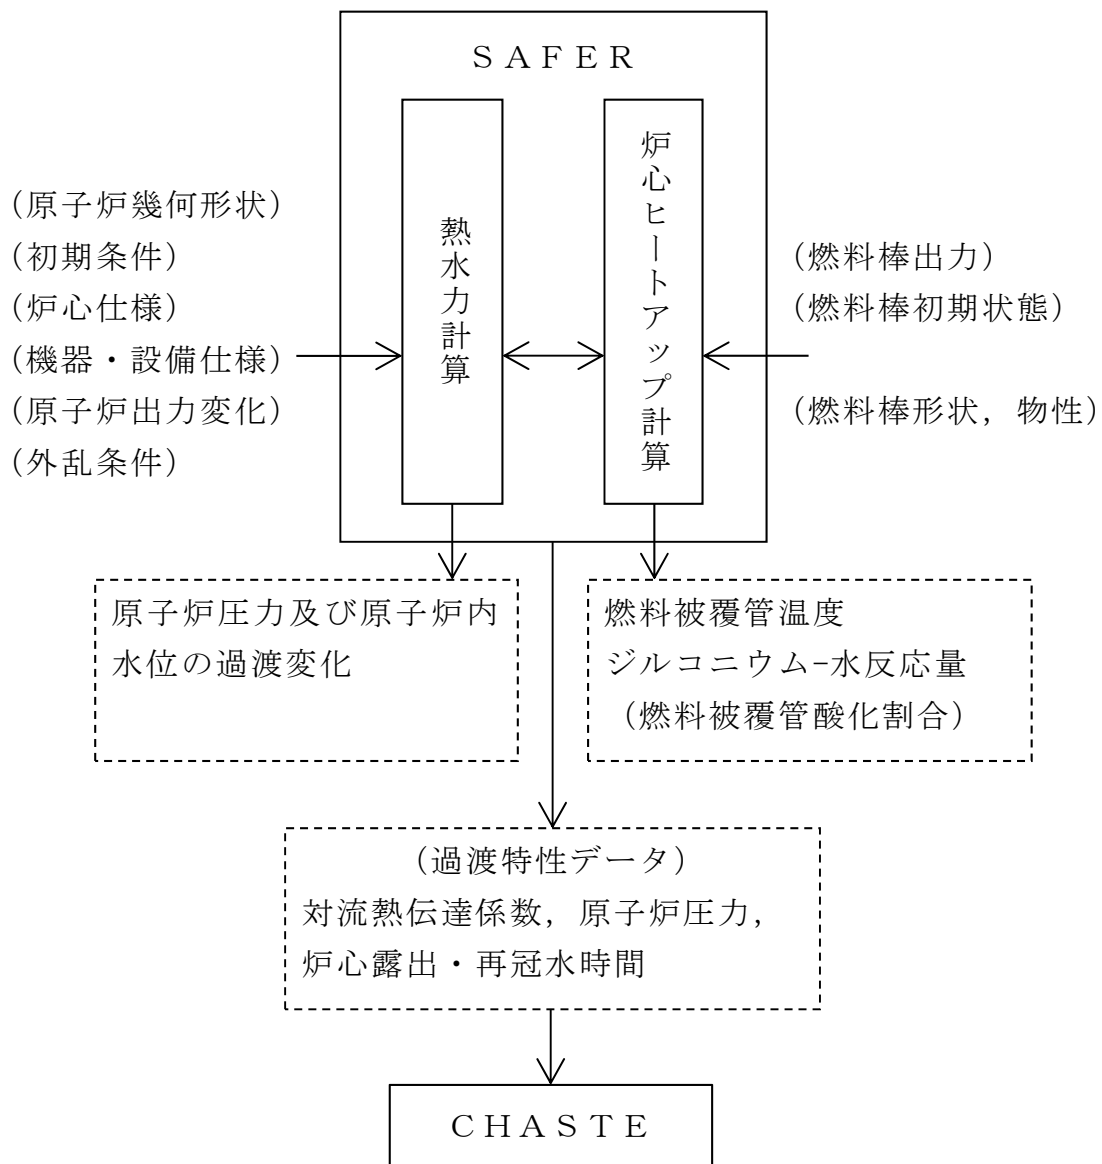 SAFER
(原子炉幾何形状)
(初期条件)
(炉心仕様)
(機器・設備仕様)
(原子炉出力変化)
(外乱条件)
熱水力計算
炉心ヒートアップ計算
(燃料棒出力)
(燃料棒初期状態)
(燃料棒形状, 物性)
原子炉圧力及び原子炉内
水位の過渡変化
燃料被覆管温度
ジルコニウム−水反応量
(燃料被覆管酸化割合)
(過渡特性データ)
対流熱伝達係数, 原子炉圧力,
炉心露出・再冠水時間
CHASTE